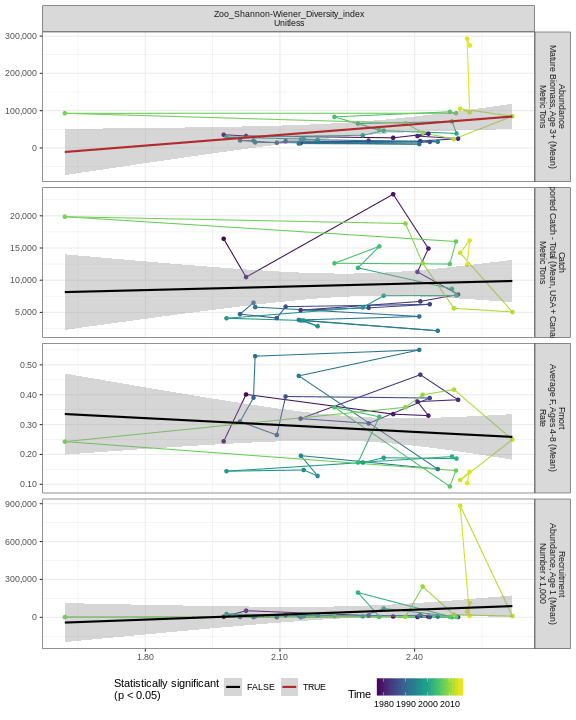 Zoo_Shannon-Wiener_Diversity_index
Unitless
300,000
200,000
100,000
0
Abundance
Mature Biomass, Age 3+ (Mean)
Metric Tons
20,000
15,000
10,000
5,000
Catch
Catch - Total (Mean, USA +
Metric Tons
0.50
0.40
0.30
0.20
0.10
Fmort
Average F, Ages 4-8 (Mean)
Rate
900,000
600,000
300,000
0
Recruitment
Abundance, Age 1 (Mean)
Number x 1,000
1.80 2.10 2.40
Statistically significant
(p < 0.05)
FALSE TRUE
Time
1980 1990 2000 2010